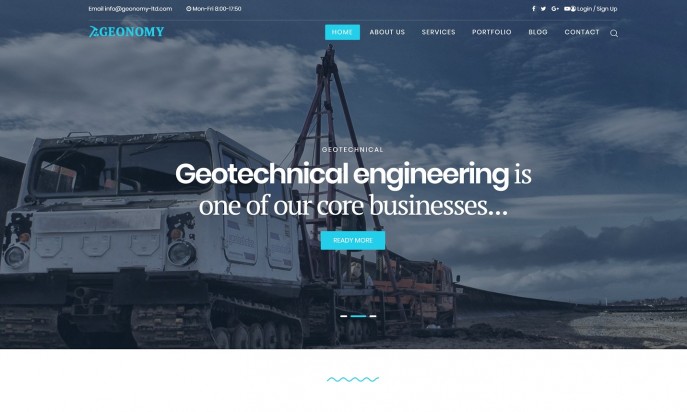 Email info@geonomy-ltd.com Mon-Fri 8:00-17:50 Login / Sign Up
GEONOMY HOME ABOUT US SERVICES PORTFOLIO BLOG CONTACT
GEOTECHNICAL
Geotechnical engineering is
one of our core businesses...
READY MORE